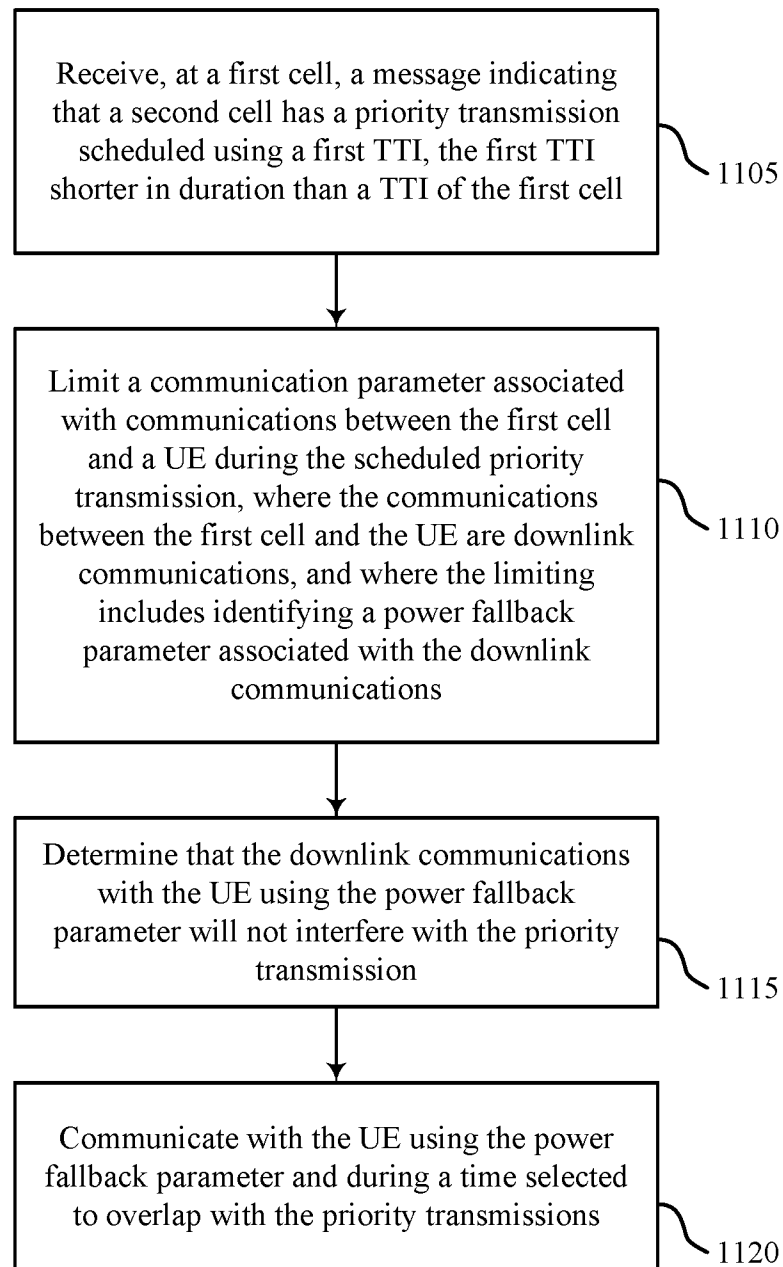 Receive, at a first cell, a message indicating
that a second cell has a priority transmission
scheduled using a first TTI, the first TTI
shorter in duration than a TTI of the first cell
1105
Limit a communication parameter associated
with communications between the first cell
and a UE during the scheduled priority
transmission, where the communications
between the first cell and the UE are downlink
communications, and where the limiting
includes identifying a power fallback
parameter associated with the downlink
communications
1110
Determine that the downlink communications
with the UE using the power fallback
parameter will not interfere with the priority
transmission
1115
Communicate with the UE using the power
fallback parameter and during a time selected
to overlap with the priority transmissions
1120